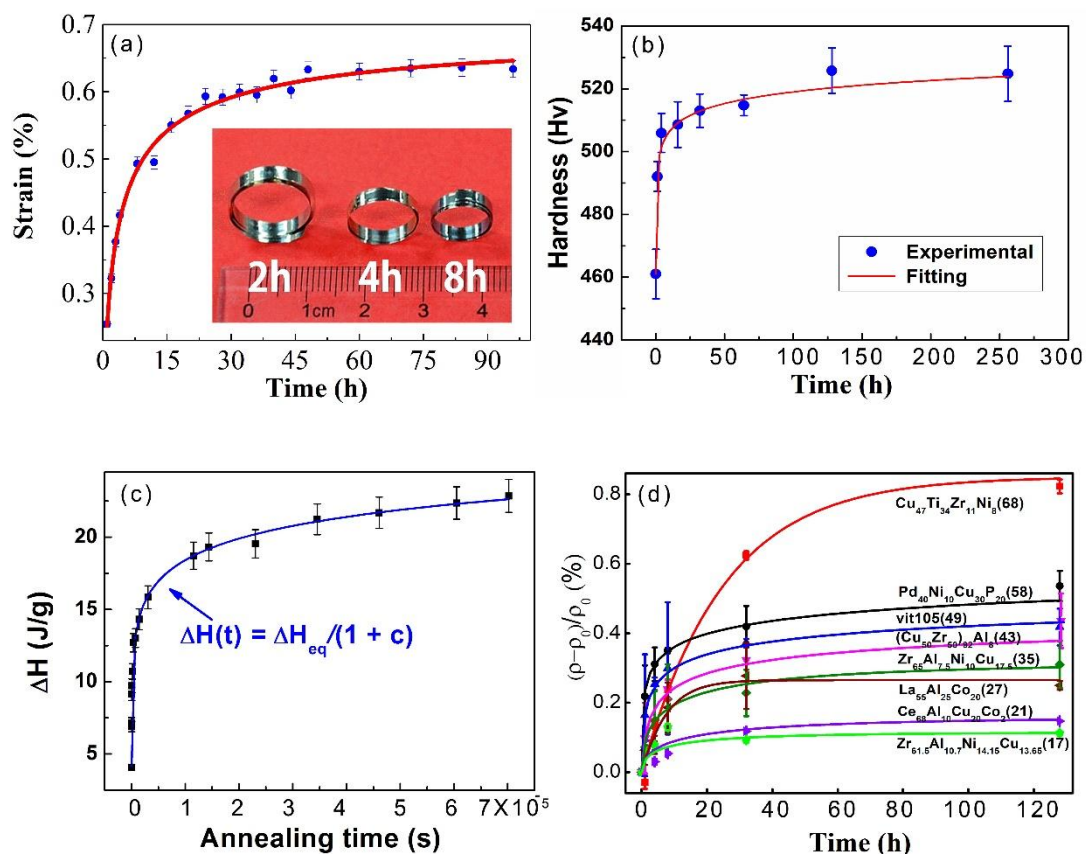 (a)
Strain (%)
0.7
0.6
0.5
0.4
0.3
2h 4h 8h
0 1cm 2 3 4
0 15 30 45 60 75 90
Time (h)
(b)
Hardness (Hv)
540
520
500
480
460
440
Experimental
Fitting
0 50 100 150 200 250 300
Time (h)
(c)
ΔH (J/g)
20
15
10
5
ΔH(t) = ΔH_eq/(1 + c)
0 1 2 3 4 5 6 7X10^-5
Annealing time (s)
(d)
(ρ-ρ₀)/ρ₀ (%)
0.8
0.6
0.4
0.2
0.0
Cu₄₇Ti₃₄Zr₁₁Ni₈(68)
Pd₄₀Ni₁₀Cu₃₀P₂₀(58)
vit105(49)
(Cu₅₀Zr₅₀)₉₂Al₈(43)
Zr₆₅Al₇.₅Ni₁₀Cu₁₇.₅(35)
La₅₅Al₂₅Co₂₀(27)
Ce₆₈Al₁₀Cu₂₀Co₂(21)
Zr₆₁.₅Al₁₀.₇Ni₁₄.₁₅Cu₁₃.₆₅(17)
0 20 40 60 80 100 120
Time (h)